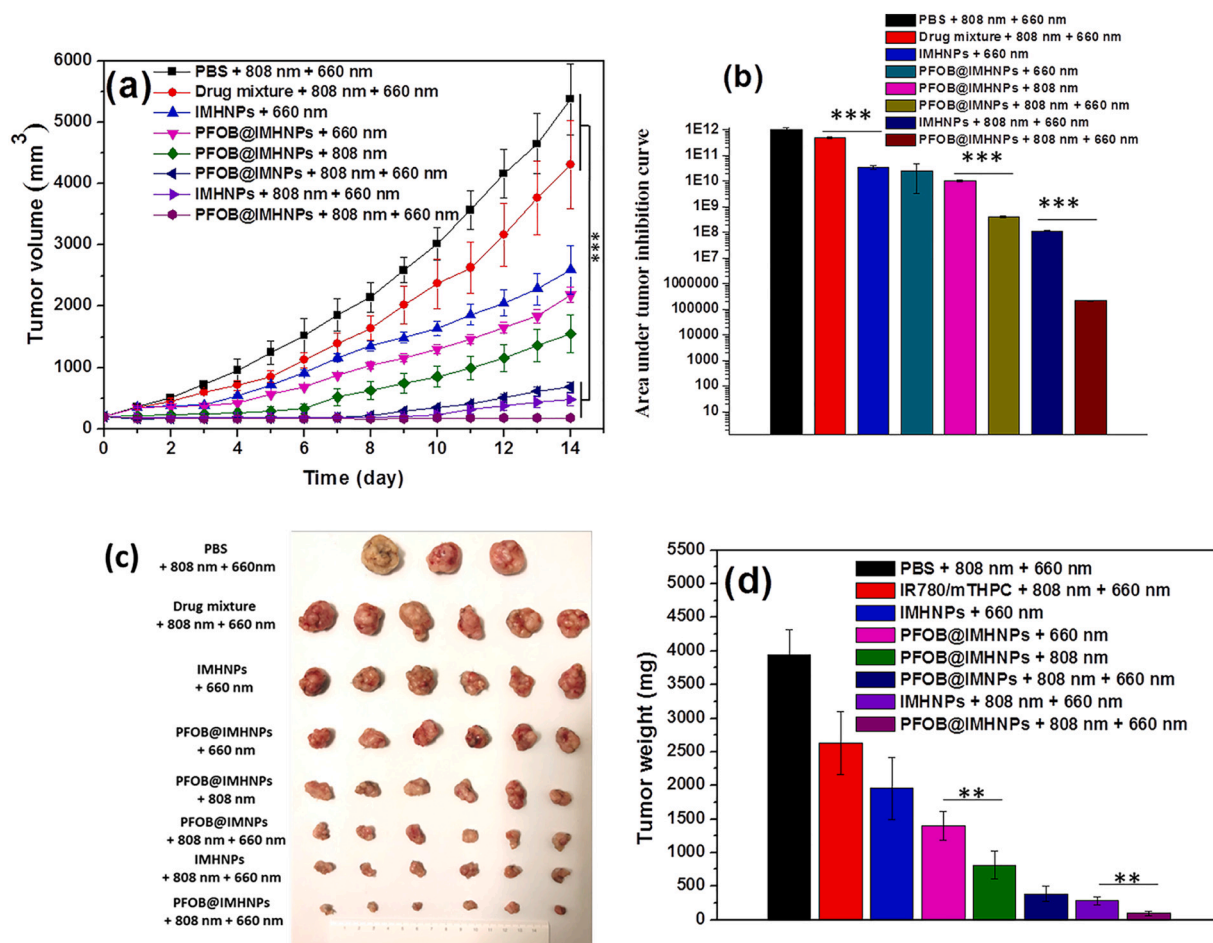 (a)
PBS + 808 nm + 660 nm
Drug mixture + 808 nm + 660 nm
IMHNPs + 660 nm
PFOB@IMHNPs + 660 nm
PFOB@IMHNPs + 808 nm
PFOB@IMNPs + 808 nm + 660 nm
IMHNPs + 808 nm + 660 nm
PFOB@IMHNPs + 808 nm + 660 nm
Tumor volume (mm³)
6000
5000
4000
3000
2000
1000
0
***
0 2 4 6 8 10 12 14
Time (day)
(b)
PBS + 808 nm + 660 nm
Drug mixture + 808 nm + 660 nm
IMHNPs + 660 nm
PFOB@IMHNPs + 660 nm
PFOB@IMHNPs + 808 nm
PFOB@IMNPs + 808 nm + 660 nm
IMHNPs + 808 nm + 660 nm
PFOB@IMHNPs + 808 nm + 660 nm
Area under tumor inhibition curve
1E12
1E11
1E10
1E9
1E8
1E7
1000000
100000
10000
1000
100
10
***
***
***
(c)
PBS
+ 808 nm + 660nm
Drug mixture
+ 808 nm + 660 nm
IMHNPs
+ 660 nm
PFOB@IMHNPs
+ 660 nm
PFOB@IMHNPs
+ 808 nm
PFOB@IMNPs
+ 808 nm + 660 nm
IMHNPs
+ 808 nm + 660 nm
PFOB@IMHNPs
+ 808 nm + 660 nm
(d)
PBS + 808 nm + 660 nm
IR780/mTHPC + 808 nm + 660 nm
IMHNPs + 660 nm
PFOB@IMHNPs + 660 nm
PFOB@IMHNPs + 808 nm
PFOB@IMNPs + 808 nm + 660 nm
IMHNPs + 808 nm + 660 nm
PFOB@IMHNPs + 808 nm + 660 nm
Tumor weight (mg)
5500
5000
4500
4000
3500
3000
2500
2000
1500
1000
500
0
**
**